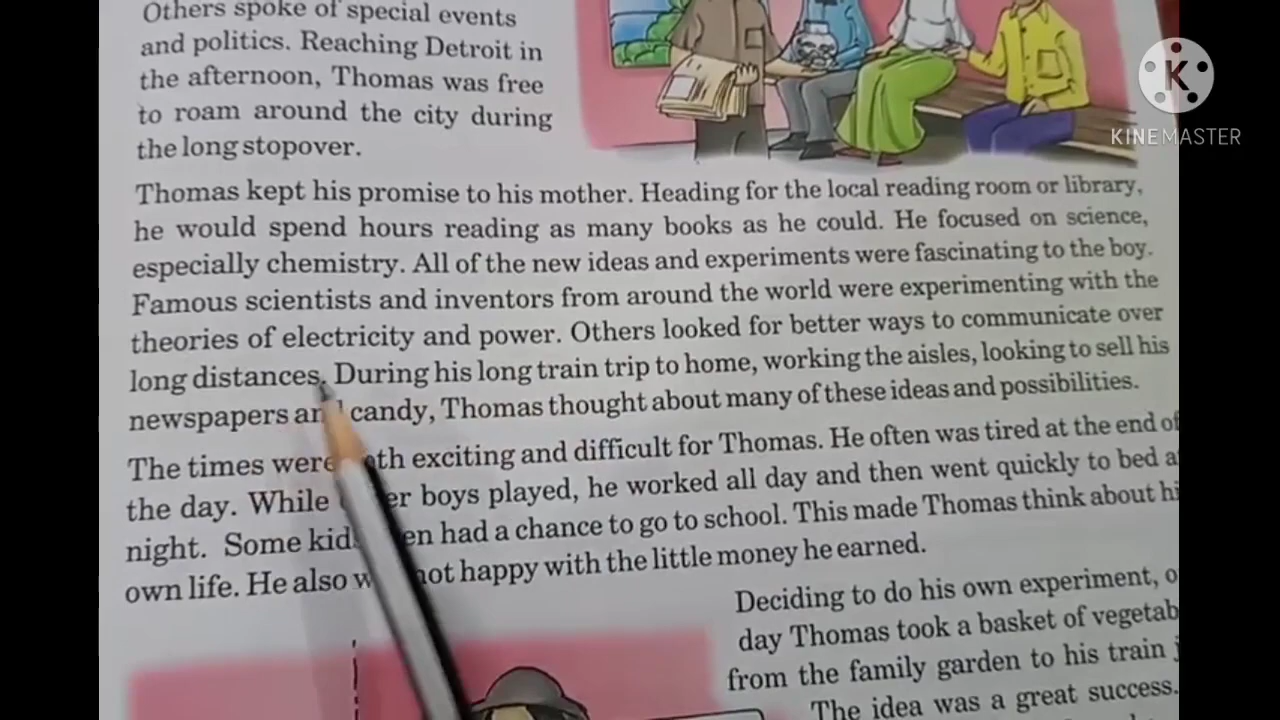 Others spoke of special events
and politics. Reaching Detroit in
the afternoon, Thomas was free
to roam around the city during
the long stopover.
KINEMASTER
Thomas kept his promise to his mother. Heading for the local reading room or library,
he would spend hours reading as many books as he could. He focused on science,
especially chemistry. All of the new ideas and experiments were fascinating to the boy.
Famous scientists and inventors from around the world were experimenting with the
theories of electricity and power. Others looked for better ways to communicate over
long distances. During his long train trip to home, working the aisles, looking to sell his
newspapers and candy, Thomas thought about many of these ideas and possibilities.
The times were exciting and difficult for Thomas. He often was tired at the end of
the day. While boys played, he worked all day and then went quickly to bed
night. Some had a chance to go to school. This made Thomas think about
own life. He also not happy with the little money he earned.
Deciding to do his own experiment,
day Thomas took a basket of
from the family garden to his train
The idea was a great success.